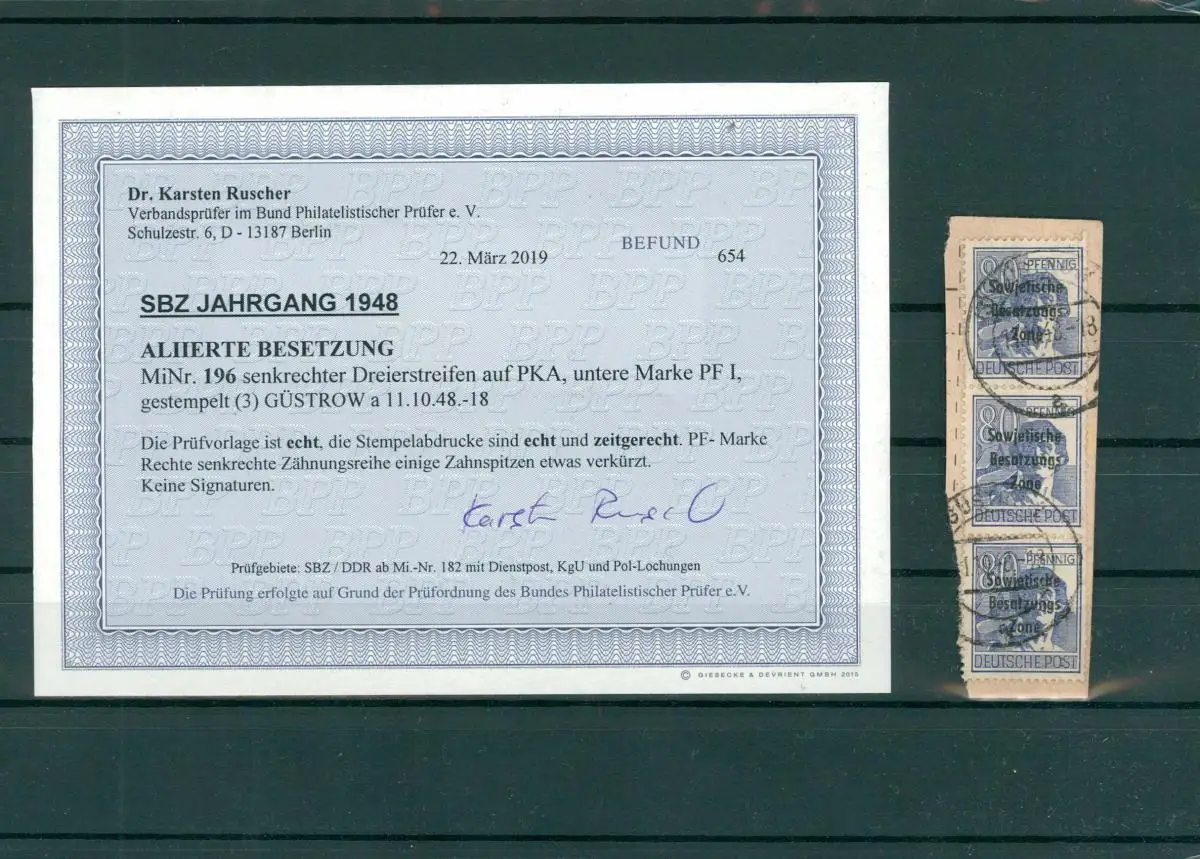 Dr. Karsten Ruscher
Verbandsprüfer im Bund Philatelistischer Prüfer e. V.
Schulzestr. 6, D - 13187 Berlin
22. März 2019
BEFUND
654
SBZ JAHRGANG 1948
ALIIERTE BESETZUNG
MiNr. 196 senkrechter Dreierstreifen auf PKA, untere Marke PF I,
gestempelt (3) GÜSTROW a 11.10.48.-18
Die Prüfvorlage ist echt, die Stempelabdrucke sind echt und zeitgerecht. PF- Marke
Rechte senkrechte Zähnungsreihe einige Zahnspitzen etwas verkürzt.
Keine Signaturen.
Karsten Ruscher
Prüfgebiete: SBZ / DDR ab Mi.-Nr. 182 mit Dienstpost, KgU und Pol-Lochungen
Die Prüfung erfolgte auf Grund der Prüfordnung des Bundes Philatelistischer Prüfer e.V.
© GIESECKE & DEVRIENT GMBH 2015
80 PFENNIG
Sowjetische
Besatzungs
Zone
DEUTSCHE POST
80 PFENNIG
Sowjetische
Besatzungs
Zone
DEUTSCHE POST
80 PFENNIG
Sowjetische
Besatzungs
Zone
DEUTSCHE POST